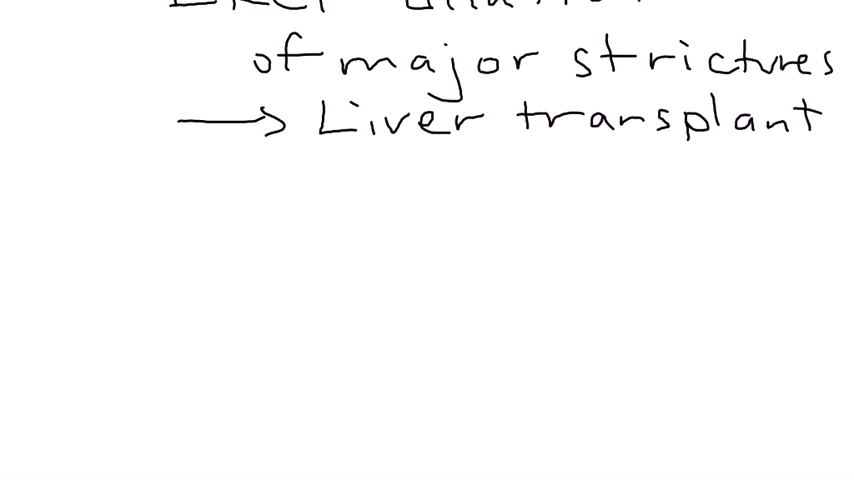 of major strictures
→ Liver transplant